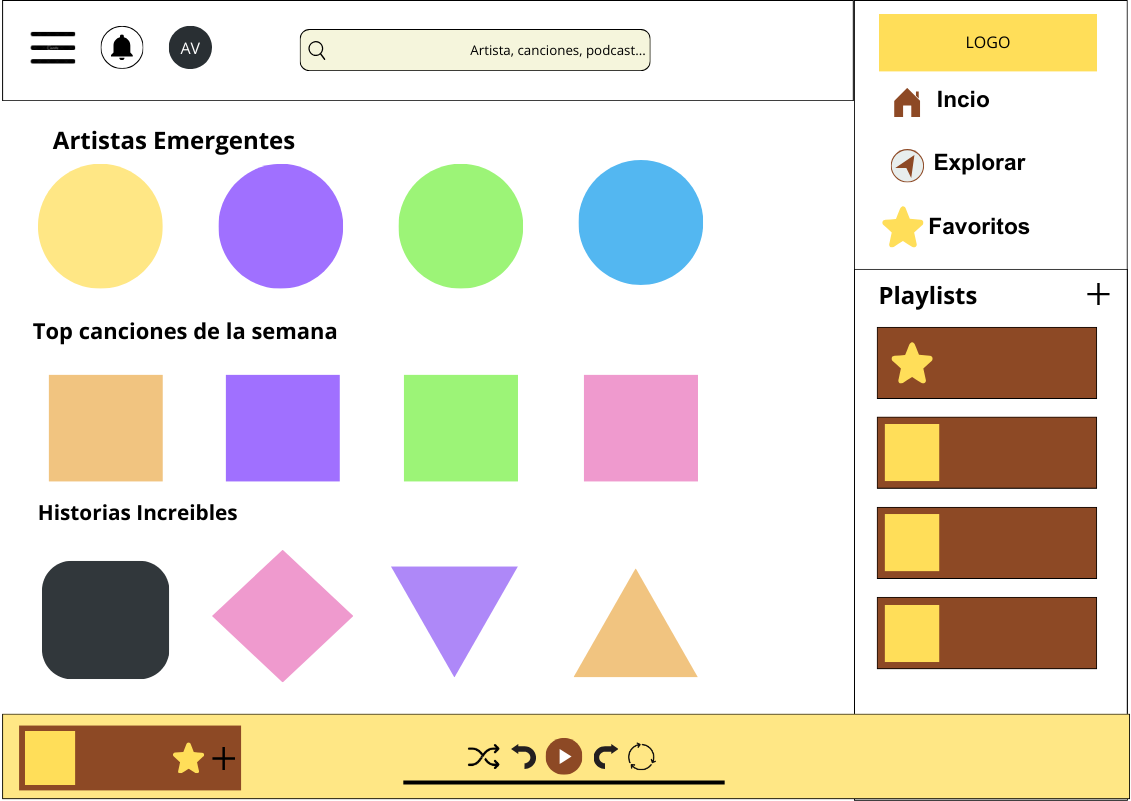 AV
Artista, canciones, podcast...
LOGO
Incio
Explorar
Favoritos
Artistas Emergentes
Top canciones de la semana
Historias Increibles
Playlists